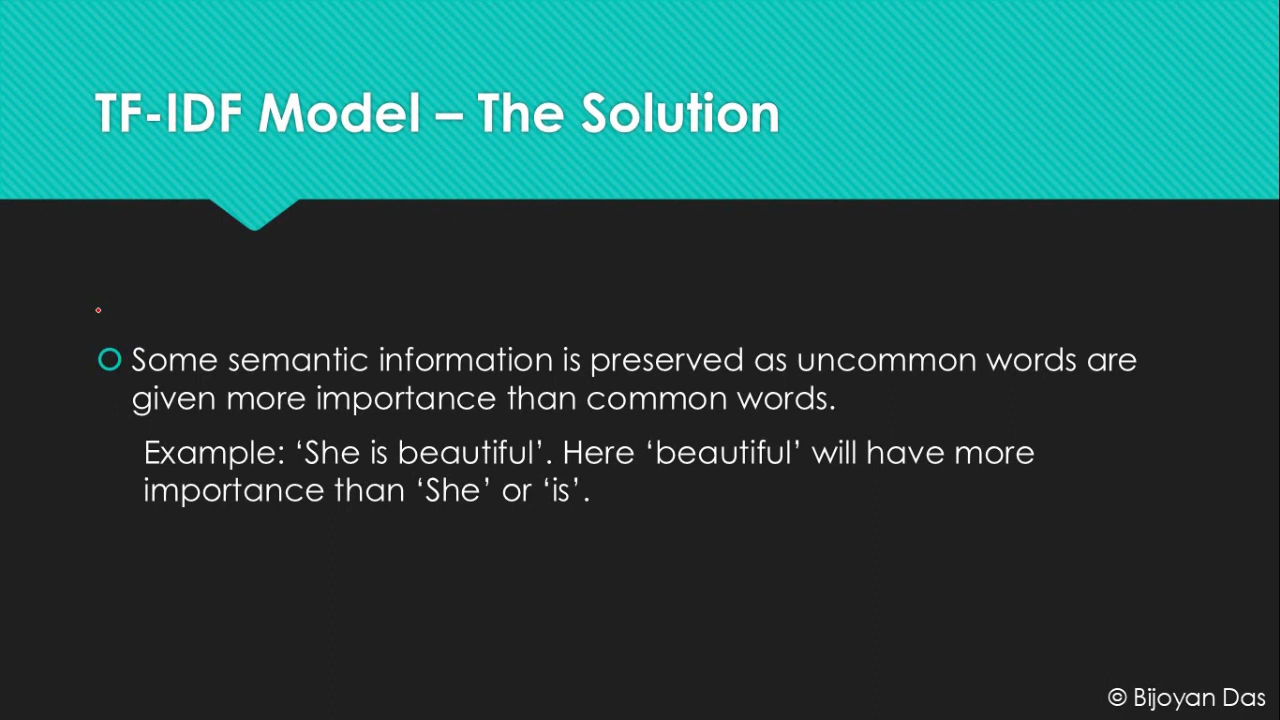 TF-IDF Model – The Solution
Some semantic information is preserved as uncommon words are
given more importance than common words.
Example: ‘She is beautiful’. Here ‘beautiful’ will have more
importance than ‘She’ or ‘is’.
© Bijoyan Das